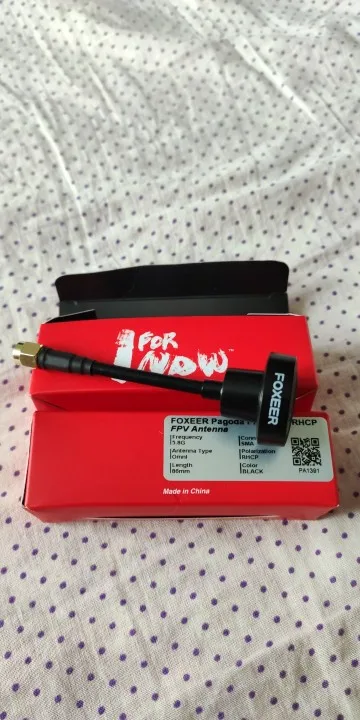 1 FOR
NOW
FOXEER
FOXEER Pagoda RHCP
FPV Antenna
Frequency
5.8G
SMA
Antenna Type
Omni
Polarization
RHCP
Length
86mm
Color
BLACK
PA1391
Made in China